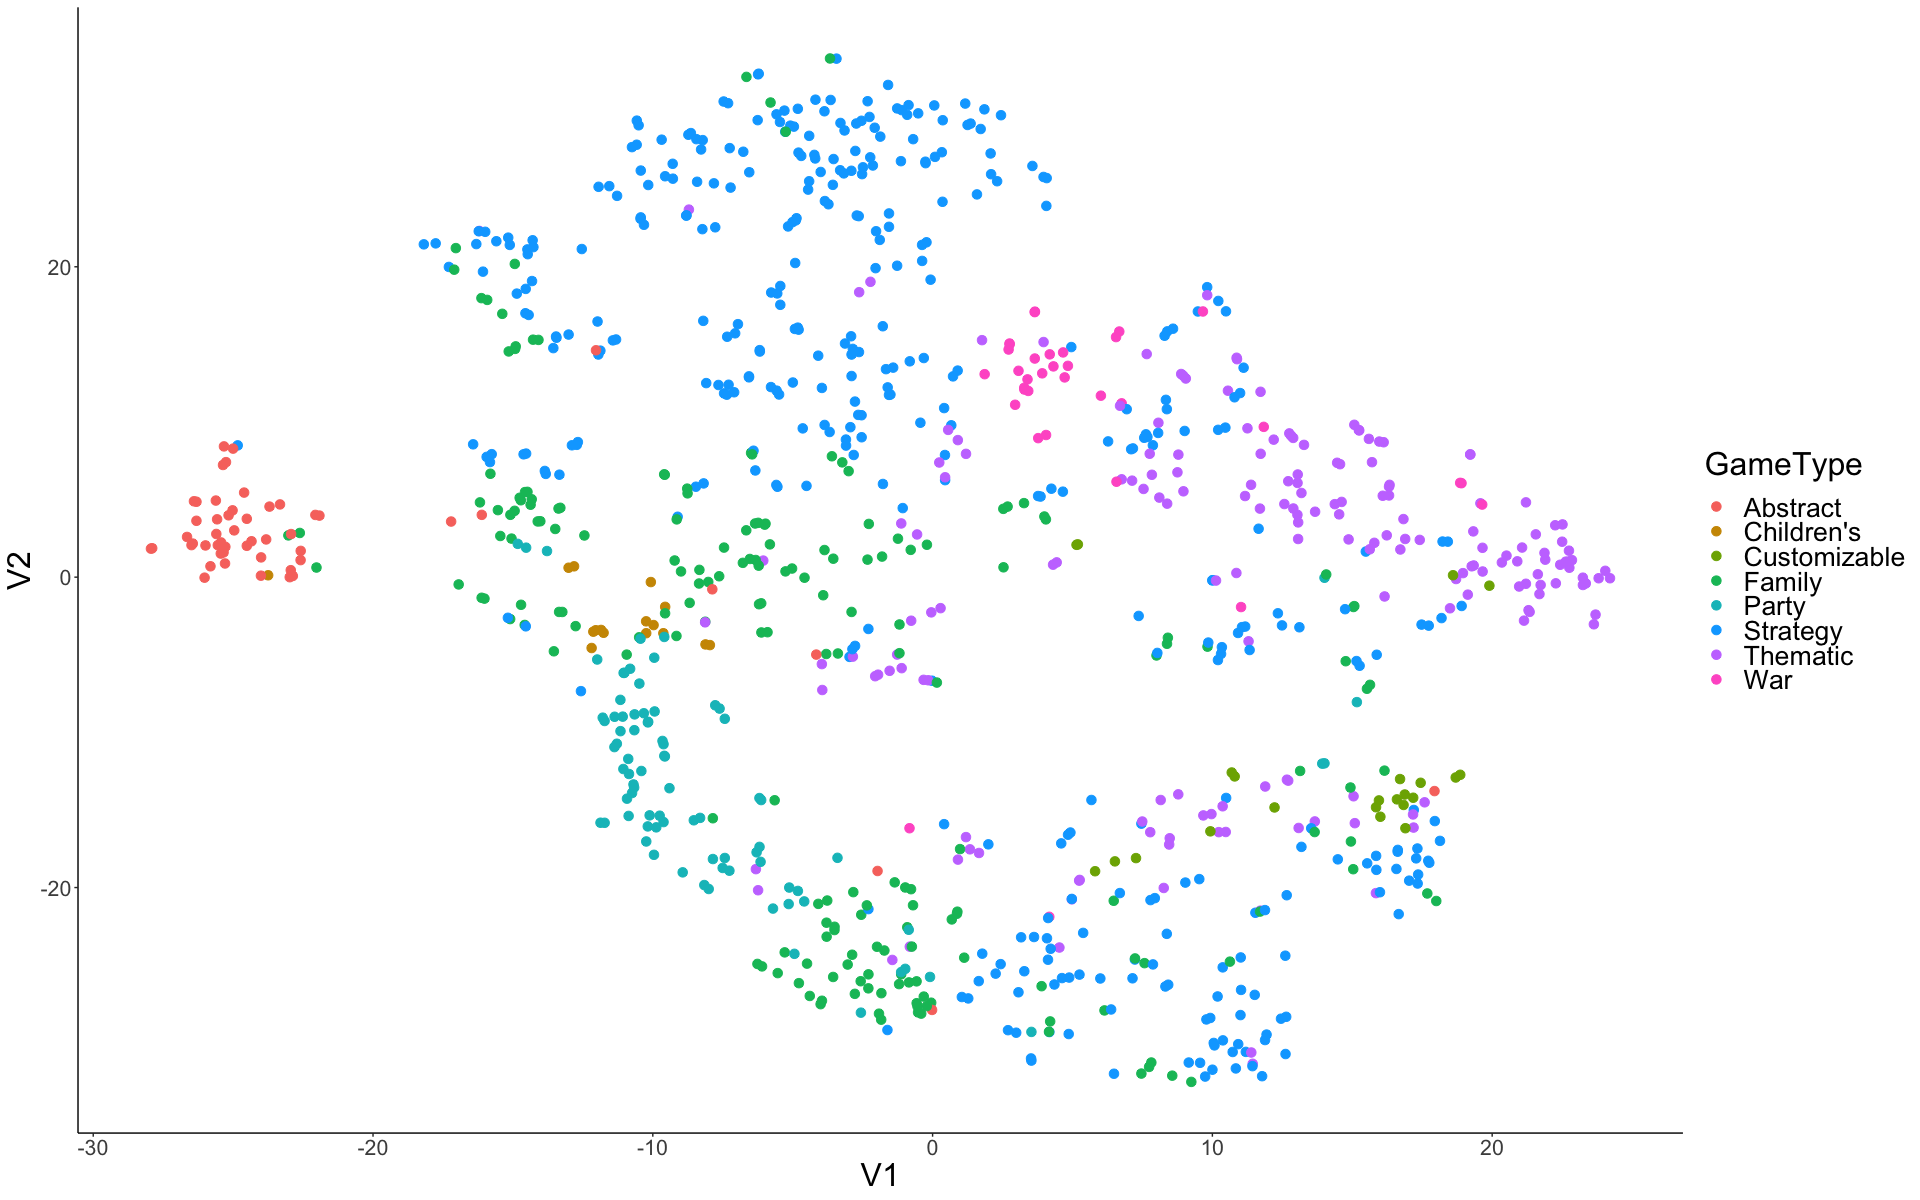 20
0
-20
V2
-30
-20
-10
0
10
20
V1
GameType
Abstract
Children's
Customizable
Family
Party
Strategy
Thematic
War